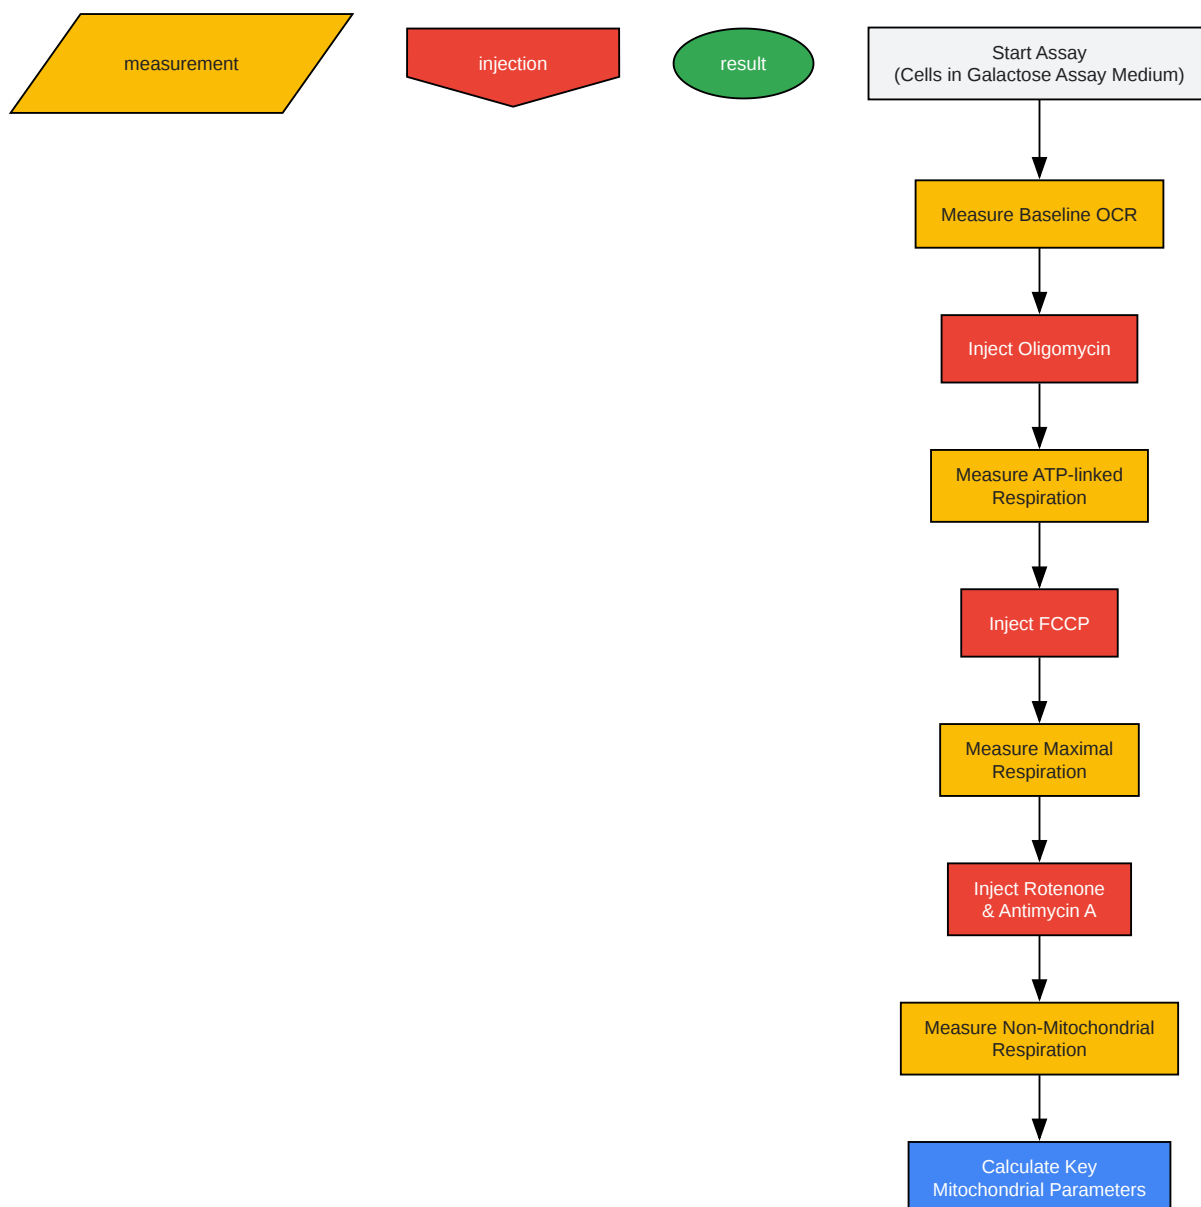 measurement
injection
result
Start Assay
(Cells in Galactose Assay Medium)
Measure Baseline OCR
Inject Oligomycin
Measure ATP-linked
Respiration
Inject FCCP
Measure Maximal
Respiration
Inject Rotenone
& Antimycin A
Measure Non-Mitochondrial
Respiration
Calculate Key
Mitochondrial Parameters